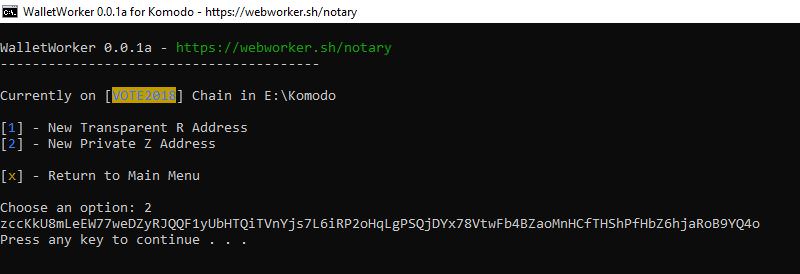 WalletWorker 0.0.1a for Komodo - https://webworker.sh/notary
WalletWorker 0.0.1a - https://webworker.sh/notary
----------------------------------------
Currently on [VOTE2018] Chain in E:\Komodo
[1] - New Transparent R Address
[2] - New Private Z Address
[x] - Return to Main Menu
Choose an option: 2
zccKkU8mLeEW77weDZyRJQQF1yUbHTQiTVnYjs7L6iRP2oHqLgPSQjDYx78VtwFb4BZaoMnHCfTHShPfHbZ6hjaRoB9YQ4o
Press any key to continue . . .